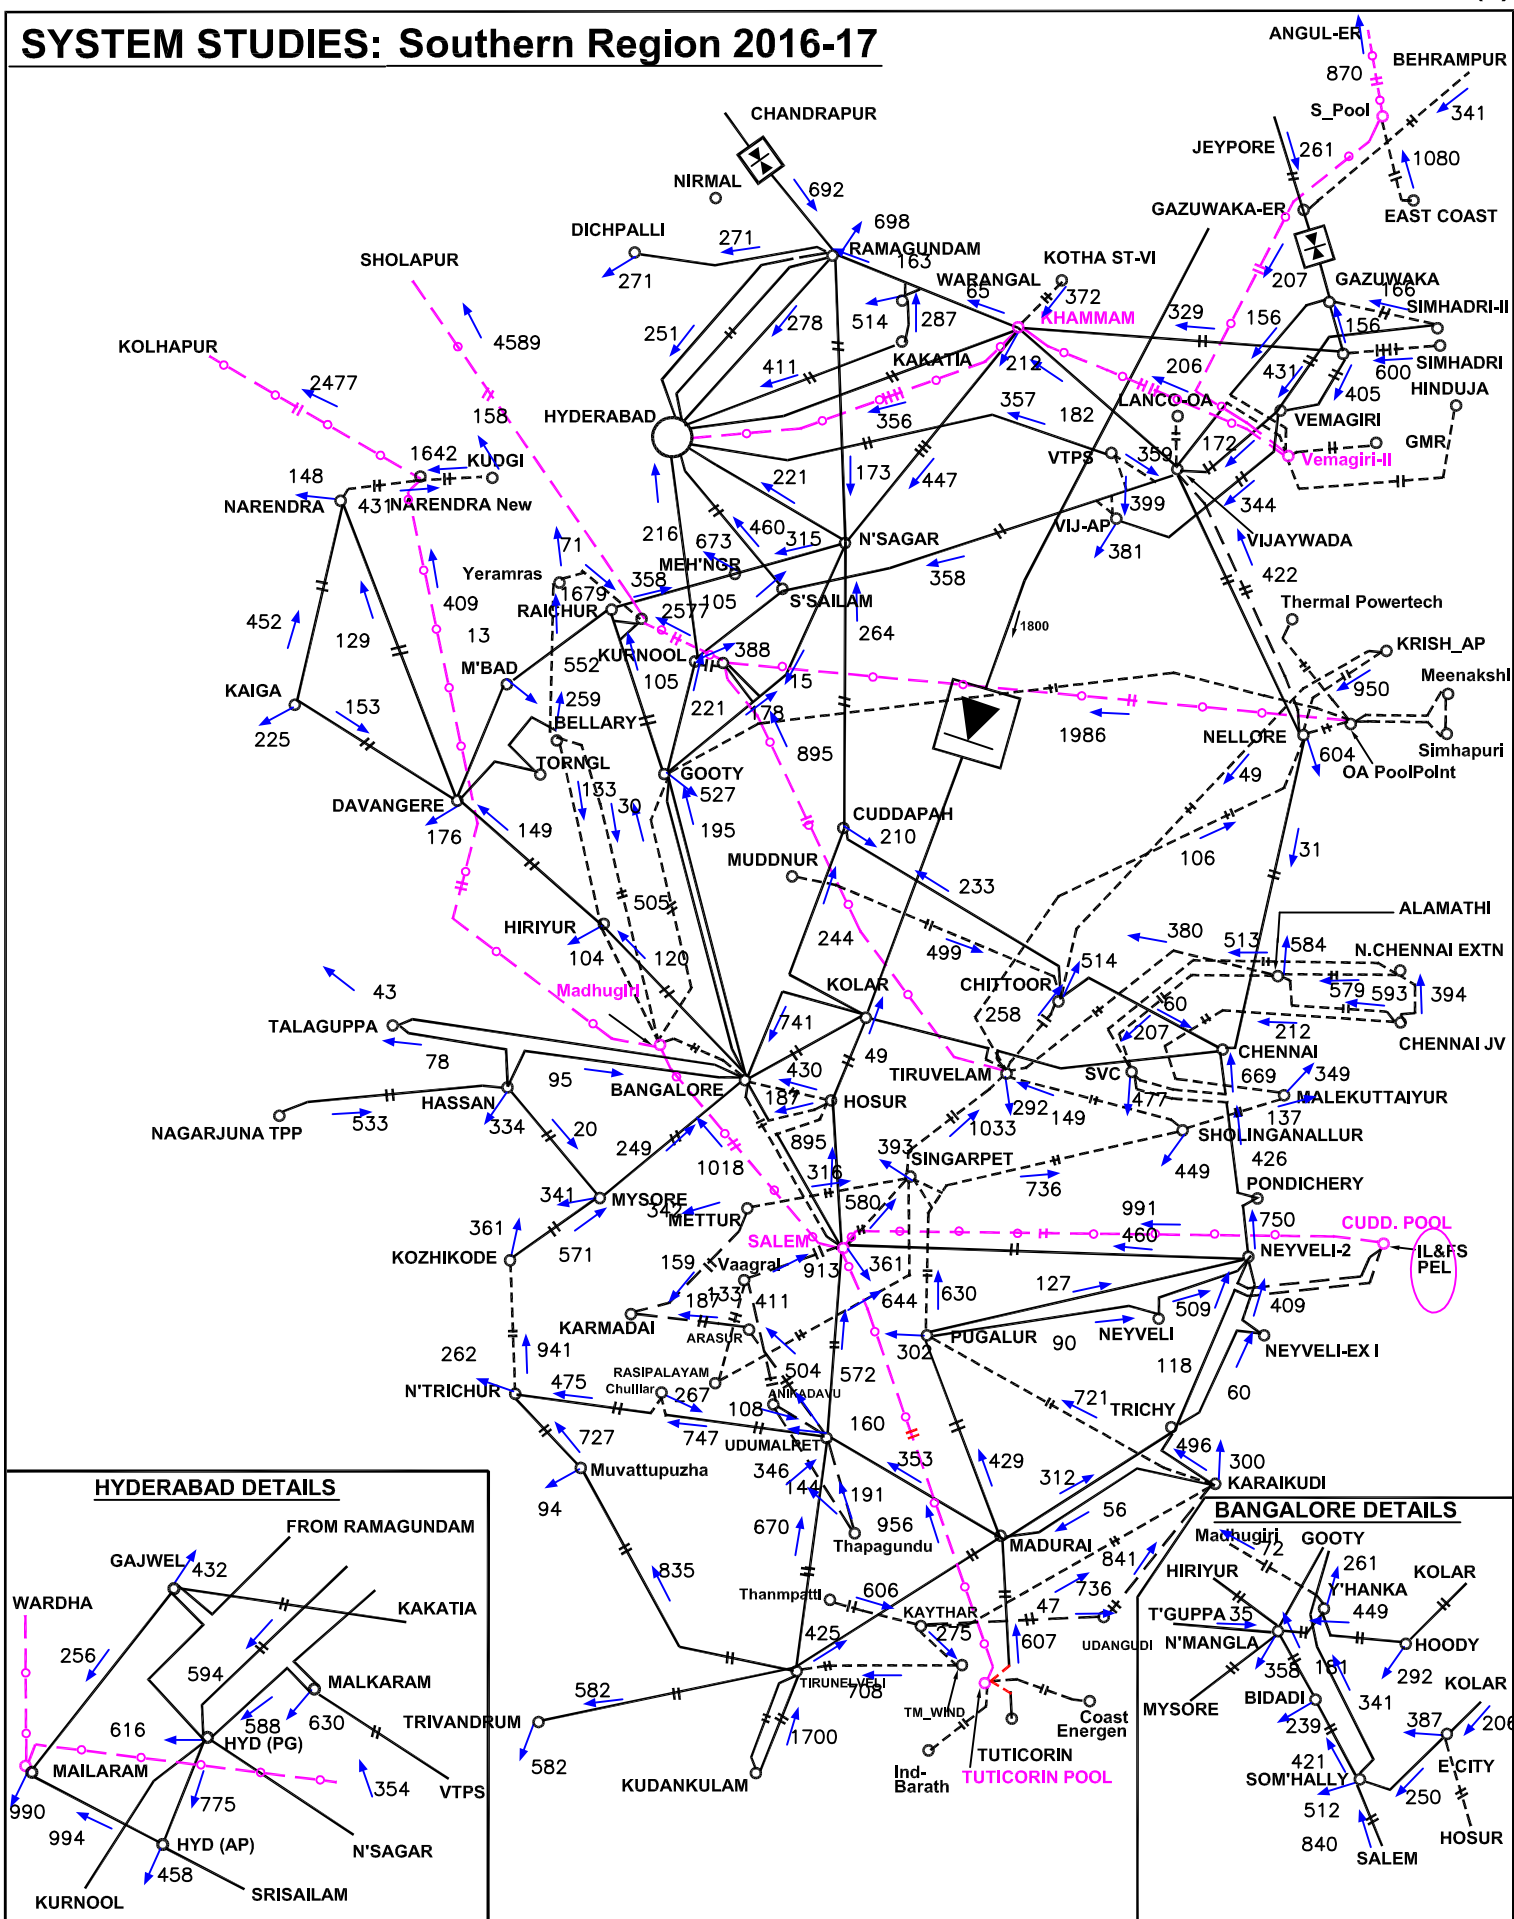 SYSTEM STUDIES: Southern Region 2016-17
ANGUL-ER
870
BEHRAMPUR
341
S_Pool
CHANDRAPUR
JEYPORE
261
1080
NIRMAL
692
GAZUWAKA-ER
EAST COAST
DICHPALLI
271
698
RAMAGUNDAM
271
163
WARANGAL
KOTHA ST-VI
SHOLAPUR
207
GAZUWAKA
166
SIMHADRI-II
65
372
329
156
156
KHAMMAM
251
278
514
287
KAKATIA
4589
KOLHAPUR
411
212
206
431
600
SIMHADRI
405
HINDUJA
2477
158
HYDERABAD
356
357
182
LANCO-OA
VEMAGIRI
GMR
1642
KUDGI
148
VTPS
359
172
Vemagiri-II
NARENDRA
431
NARENDRA New
173
221
447
399
344
216
460
315
N'SAGAR
VIJ-AP
381
VIJAYWADA
71
673
MEH'NGR
358
422
Yeramras
358
1679
RAICHUR
105
S'SAILAM
Thermal Powertech
409
13
2577
264
1800
452
129
KRISH_AP
552
KURNOOL
388
M'BAD
Meenakshi
KAIGA
259
105
15
950
153
225
BELLARY
221
178
895
1986
NELLORE
604
Simhapuri
TORNGL
133
GOOTY
527
49
OA PoolPoint
DAVANGERE
176
149
30
195
CUDDAPAH
210
106
31
MUDDNUR
233
505
HIRIYUR
499
380
513
584
ALAMATHI
N.CHENNAI EXTN
104
120
244
514
Madhugiri
KOLAR
CHITTOOR
43
579
593
394
TALAGUPPA
741
258
60
207
212
CHENNAI JV
78
49
CHENNAI
95
BANGALORE
430
TIRUVELAM
SVC
669
349
HASSAN
187
HOSUR
477
MALEKUTTAIYUR
NAGARJUNA TPP
533
334
20
249
895
292
149
137
1033
SHOLINGANALLUR
1018
316
393
SINGARPET
449
426
341
MYSORE
342
METTUR
580
736
PONDICHERY
361
991
750
CUDD. POOL
KOZHIKODE
571
SALEM
460
NEYVELI-2
IL&FS
PEL
159
Vaagrai
913
361
127
133
187
411
644
630
509
409
KARMADAI
ARASUR
302
PUGALUR
90
NEYVELI
NEYVELI-EX I
262
941
504
572
118
RASIPALAYAM
N'TRICHUR
475
Chulliar
267
ANIKADAVU
721
60
108
160
TRICHY
727
747
UDUMALPET
353
496
346
429
312
300
KARAIKUDI
Muvattupuzha
144
191
94
956
56
670
Thapagundu
MADURAI
841
835
Thanmpatti
606
736
KAYTHAR
47
275
UDANGUDI
425
607
582
TIRUNELVELI
708
TM_WIND
TRIVANDRUM
Coast
Energen
582
1700
KUDANKULAM
Ind-
Barath
TUTICORIN
TUTICORIN POOL
HYDERABAD DETAILS
FROM RAMAGUNDAM
GAJWEL
432
WARDHA
KAKATIA
256
594
MALKARAM
616
588
630
HYD (PG)
MAILARAM
354
VTPS
990
775
994
HYD (AP)
N'SAGAR
458
KURNOOL
SRISAILAM
BANGALORE DETAILS
Madhugiri
72
GOOTY
HIRIYUR
261
KOLAR
Y'HANKA
T'GUPPA
35
449
N'MANGLA
HOODY
358
181
292
MYSORE
BIDADI
341
KOLAR
239
387
206
421
E CITY
SOM'HALLY
512
250
840
HOSUR
SALEM